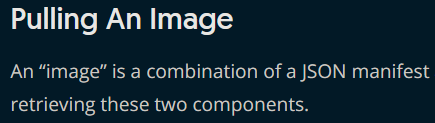 Pulling An Image
An “image” is a combination of a JSON manifest
retrieving these two components.